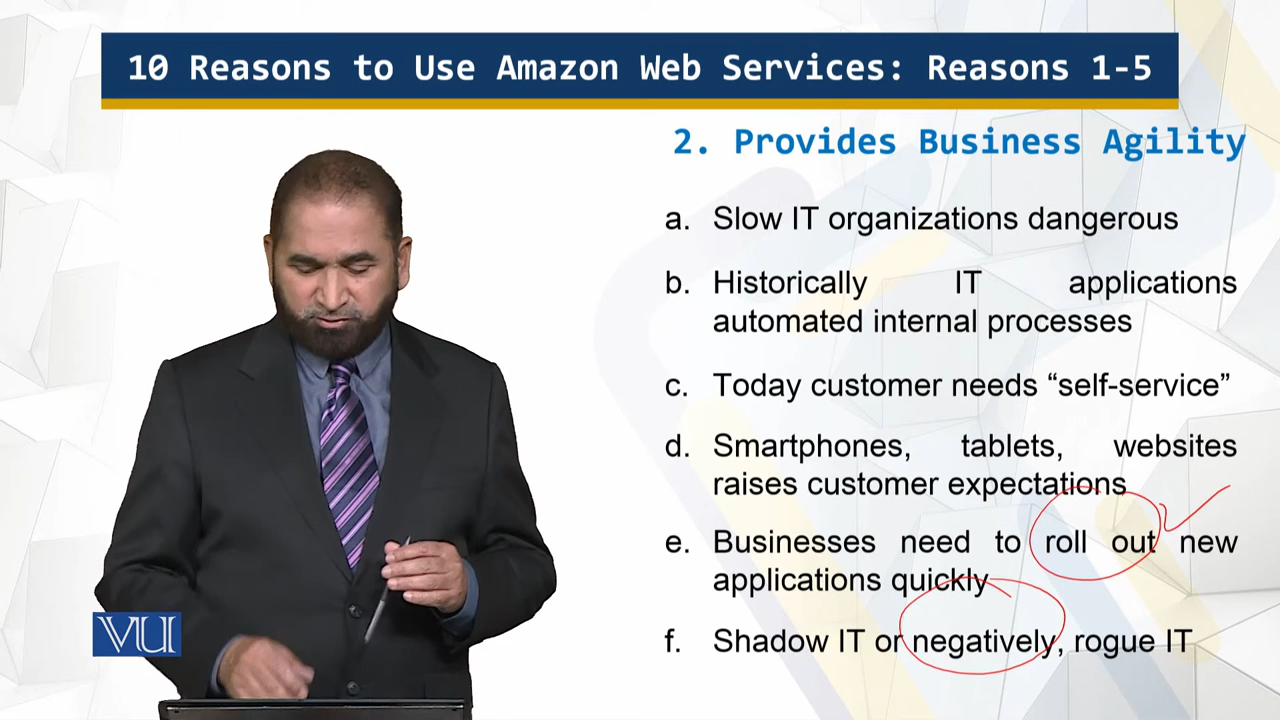 10 Reasons to Use Amazon Web Services: Reasons 1-5
2. Provides Business Agility
a. Slow IT organizations dangerous
b. Historically IT applications
automated internal processes
c. Today customer needs “self-service”
d. Smartphones, tablets, websites
raises customer expectations
e. Businesses need to roll out new
applications quickly
f. Shadow IT or negatively, rogue IT
VU